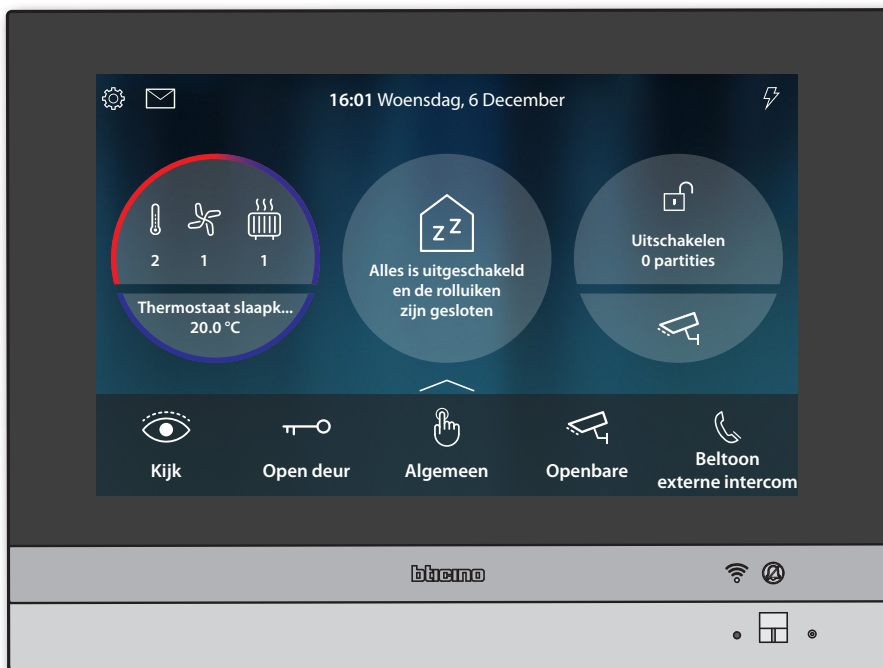 16:01 Woensdag, 6 December
2 1 1
Thermostaat slaapk...
20.0 °C
Alles is uitgeschakeld
en de rolluiken
zijn gesloten
Uitschakelen
0 partities
Kijk
Open deur
Algemeen
Openbare
Beltoon
externe intercom
bticino